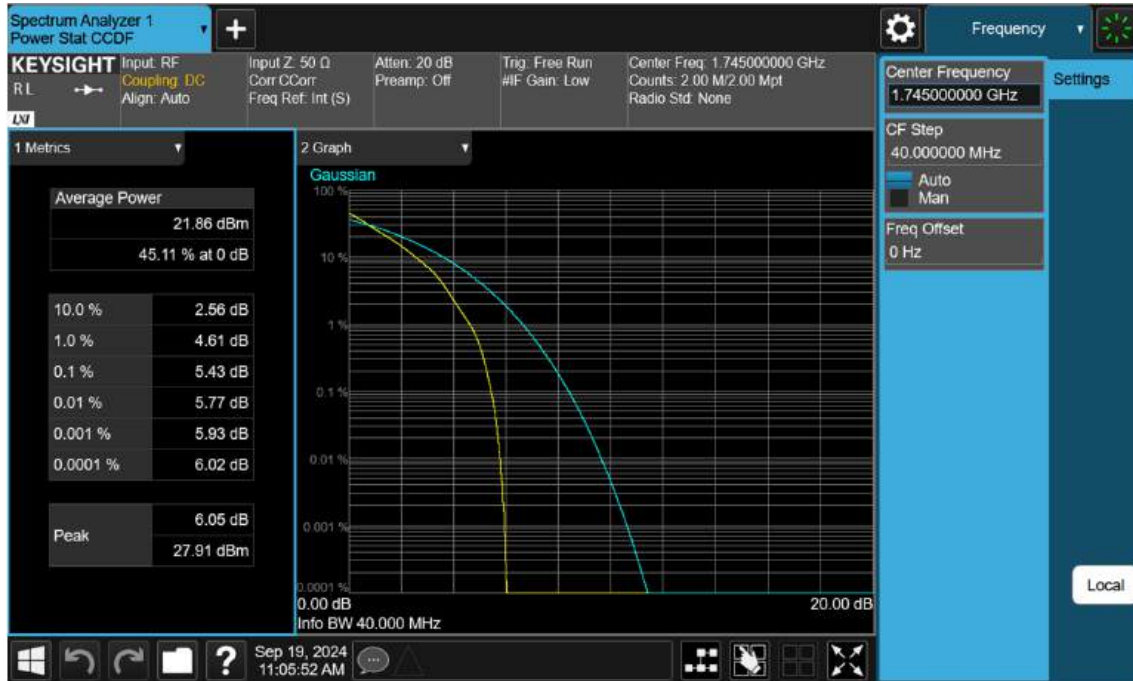 Spectrum Analyzer 1
Power Stat CCDF
Frequency
KEYSIGHT
RL
LXI
Input: RF
Coupling: DC
Align: Auto
Input Z: 50 Ω
Corr CCorr
Freq Ref: Int (S)
Atten: 20 dB
Preamp: Off
Trig: Free Run
#IF Gain: Low
Center Freq: 1.745000000 GHz
Counts: 2.00 M/2.00 Mpt
Radio Std: None
Center Frequency
1.745000000 GHz
Settings
CF Step
40.000000 MHz
Auto
Man
Freq Offset
0 Hz
1 Metrics
Average Power
21.86 dBm
45.11 % at 0 dB
10.0 % 2.56 dB
1.0 % 4.61 dB
0.1 % 5.43 dB
0.01 % 5.77 dB
0.001 % 5.93 dB
0.0001 % 6.02 dB
Peak
6.05 dB
27.91 dBm
2 Graph
Gaussian
100 %
10 %
1 %
0.1 %
0.01 %
0.001 %
0.0001 %
0.00 dB 20.00 dB
Info BW 40.000 MHz
Local
?
Sep 19, 2024
11:05:52 AM